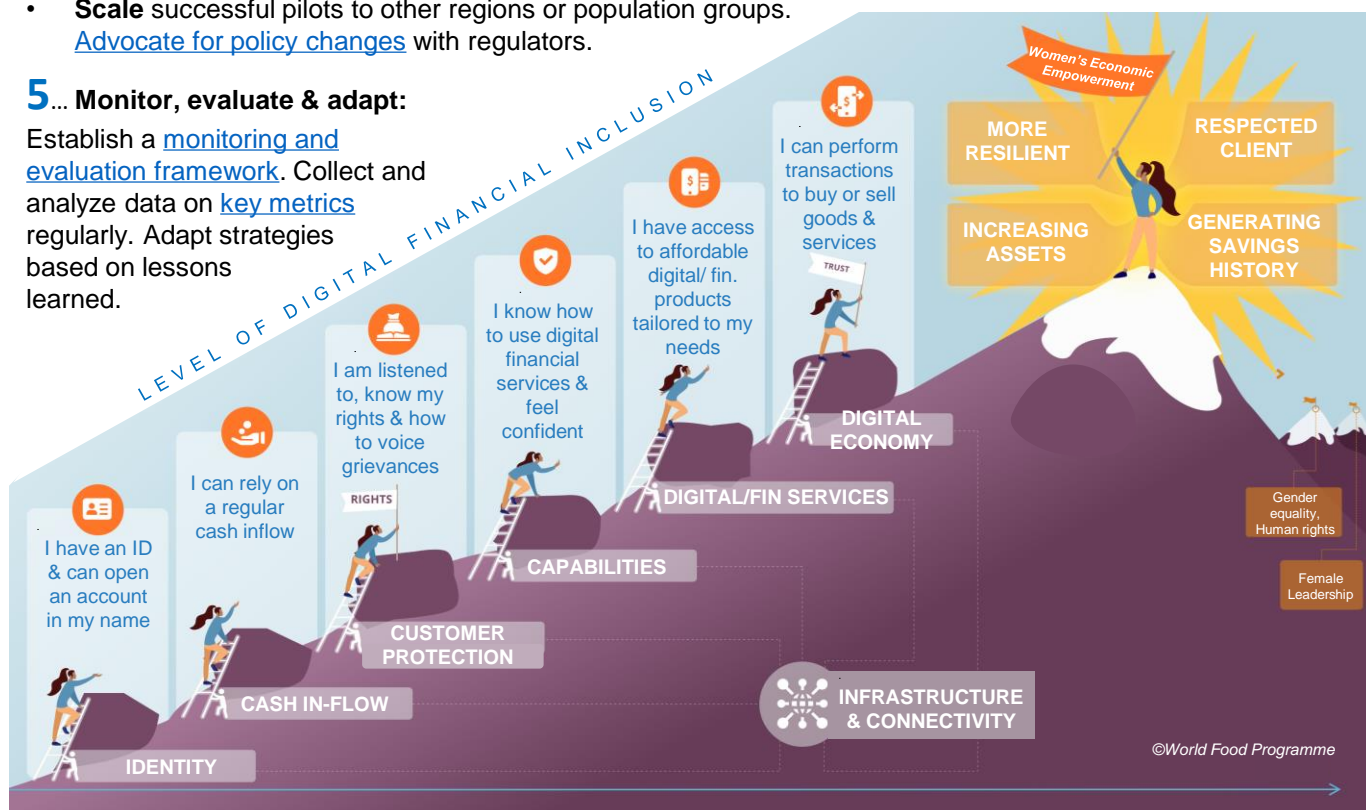 • Scale successful pilots to other regions or population groups.
Advocate for policy changes with regulators.
5... Monitor, evaluate & adapt:
Establish a monitoring and
evaluation framework. Collect and
analyze data on key metrics
regularly. Adapt strategies
based on lessons
learned.
LEVEL OF DIGITAL FINANCIAL INCLUSION
I have an ID
& can open
an account
in my name
IDENTITY
I can rely on
a regular
cash inflow
CASH IN-FLOW
I am listened
to, know my
rights & how
to voice
grievances
RIGHTS
CUSTOMER
PROTECTION
I know how
to use digital
financial
services &
feel
confident
CAPABILITIES
I have access
to affordable
digital/ fin.
products
tailored to my
needs
DIGITAL/FIN SERVICES
I can perform
transactions
to buy or sell
goods &
services
TRUST
DIGITAL
ECONOMY
Women's Economic
Empowerment
MORE
RESILIENT
RESPECTED
CLIENT
INCREASING
ASSETS
GENERATING
SAVINGS
HISTORY
Gender
equality,
Human rights
Female
Leadership
INFRASTRUCTURE
& CONNECTIVITY
©World Food Programme